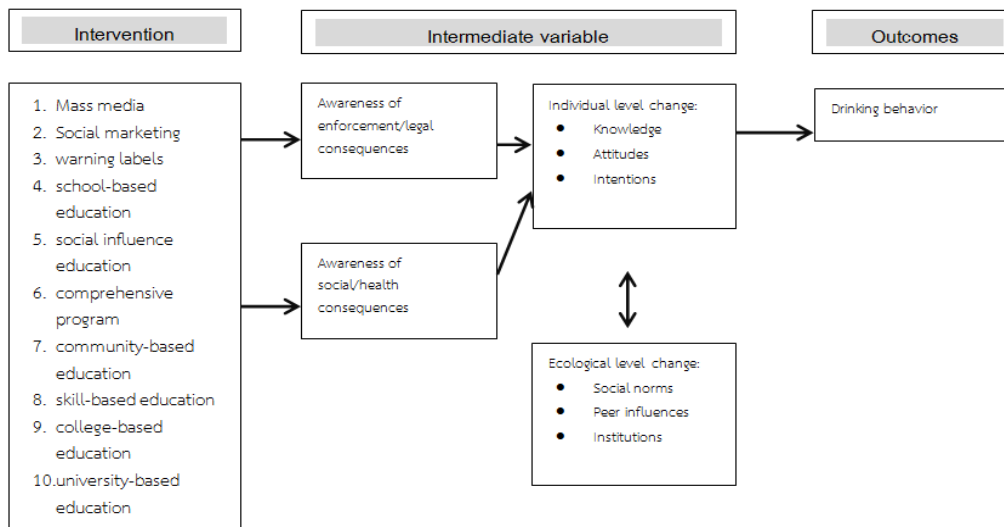 Intervention
Intermediate variable
Outcomes
1. Mass media
2. Social marketing
3. warning labels
4. school-based
education
5. social influence
education
6. comprehensive
program
7. community-based
education
8. skill-based education
9. college-based
education
10.university-based
education
Awareness of
enforcement/legal
consequences
Awareness of
social/health
consequences
Individual level change:
● Knowledge
● Attitudes
● Intentions
Ecological level change:
● Social norms
● Peer influences
● Institutions
Drinking behavior